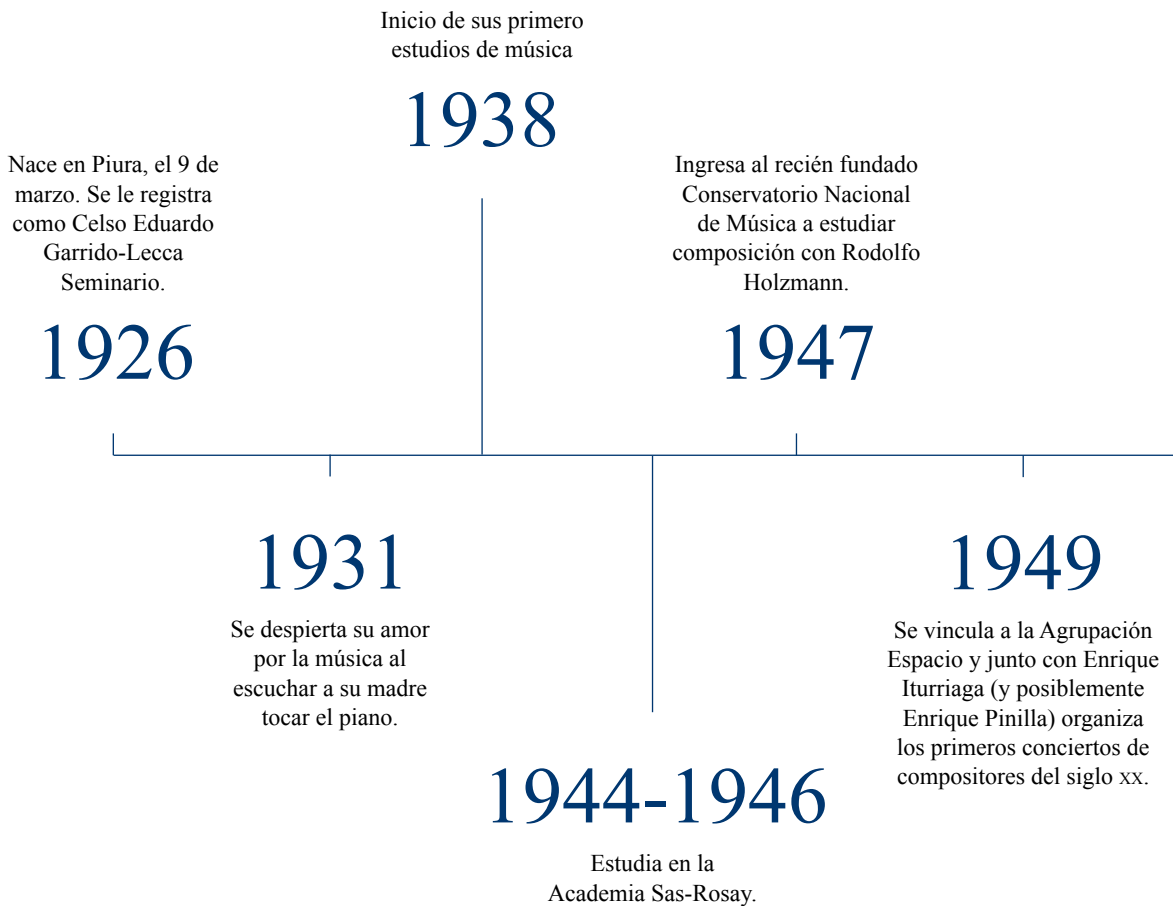 Nace en Piura, el 9 de
marzo. Se le registra
como Celso Eduardo
Garrido-Lecca
Seminario.
1926
1931
Se despierta su amor
por la música al
escuchar a su madre
tocar el piano.
Inicio de sus primero
estudios de música
1938
1944-1946
Estudia en la
Academia Sas-Rosay.
Ingresa al recién fundado
Conservatorio Nacional
de Música a estudiar
composición con Rodolfo
Holzmann.
1947
1949
Se vincula a la Agrupación
Espacio y junto con Enrique
Iturriaga (y posiblemente
Enrique Pinilla) organiza
los primeros conciertos de
compositores del siglo XX.